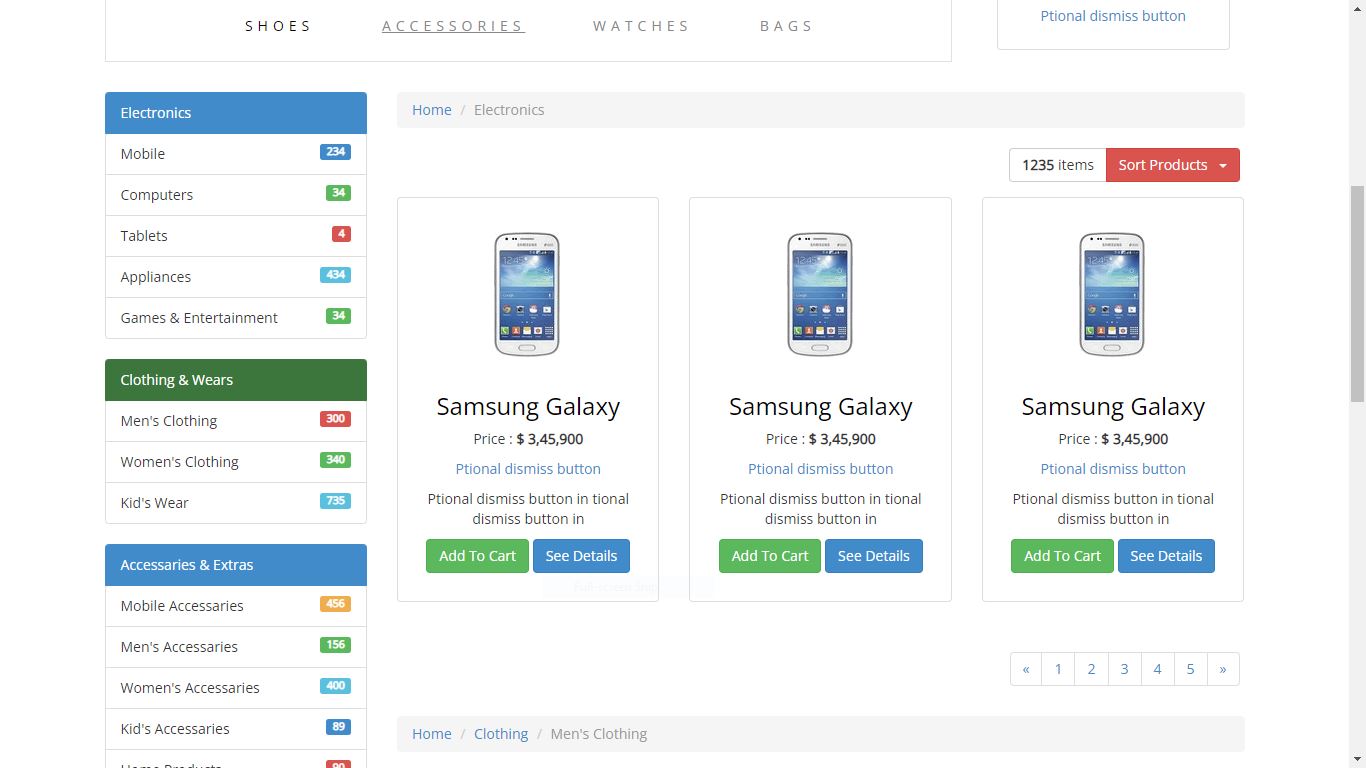 SHOES ACCESSORIES WATCHES BAGS
Ptional dismiss button
Electronics
Mobile 234
Computers 34
Tablets 4
Appliances 434
Games & Entertainment 34
Clothing & Wears
Men's Clothing 300
Women's Clothing 340
Kid's Wear 735
Accessaries & Extras
Mobile Accessaries 456
Men's Accessaries 156
Women's Accessaries 400
Kid's Accessaries 89
Home Products 90
Home / Electronics
1235 items Sort Products
Samsung Galaxy
Price : $ 3,45,900
Ptional dismiss button
Ptional dismiss button in tional
dismiss button in
Add To Cart See Details
Samsung Galaxy
Price : $ 3,45,900
Ptional dismiss button
Ptional dismiss button in tional
dismiss button in
Add To Cart See Details
Samsung Galaxy
Price : $ 3,45,900
Ptional dismiss button
Ptional dismiss button in tional
dismiss button in
Add To Cart See Details
« 1 2 3 4 5 »
Home / Clothing / Men's Clothing